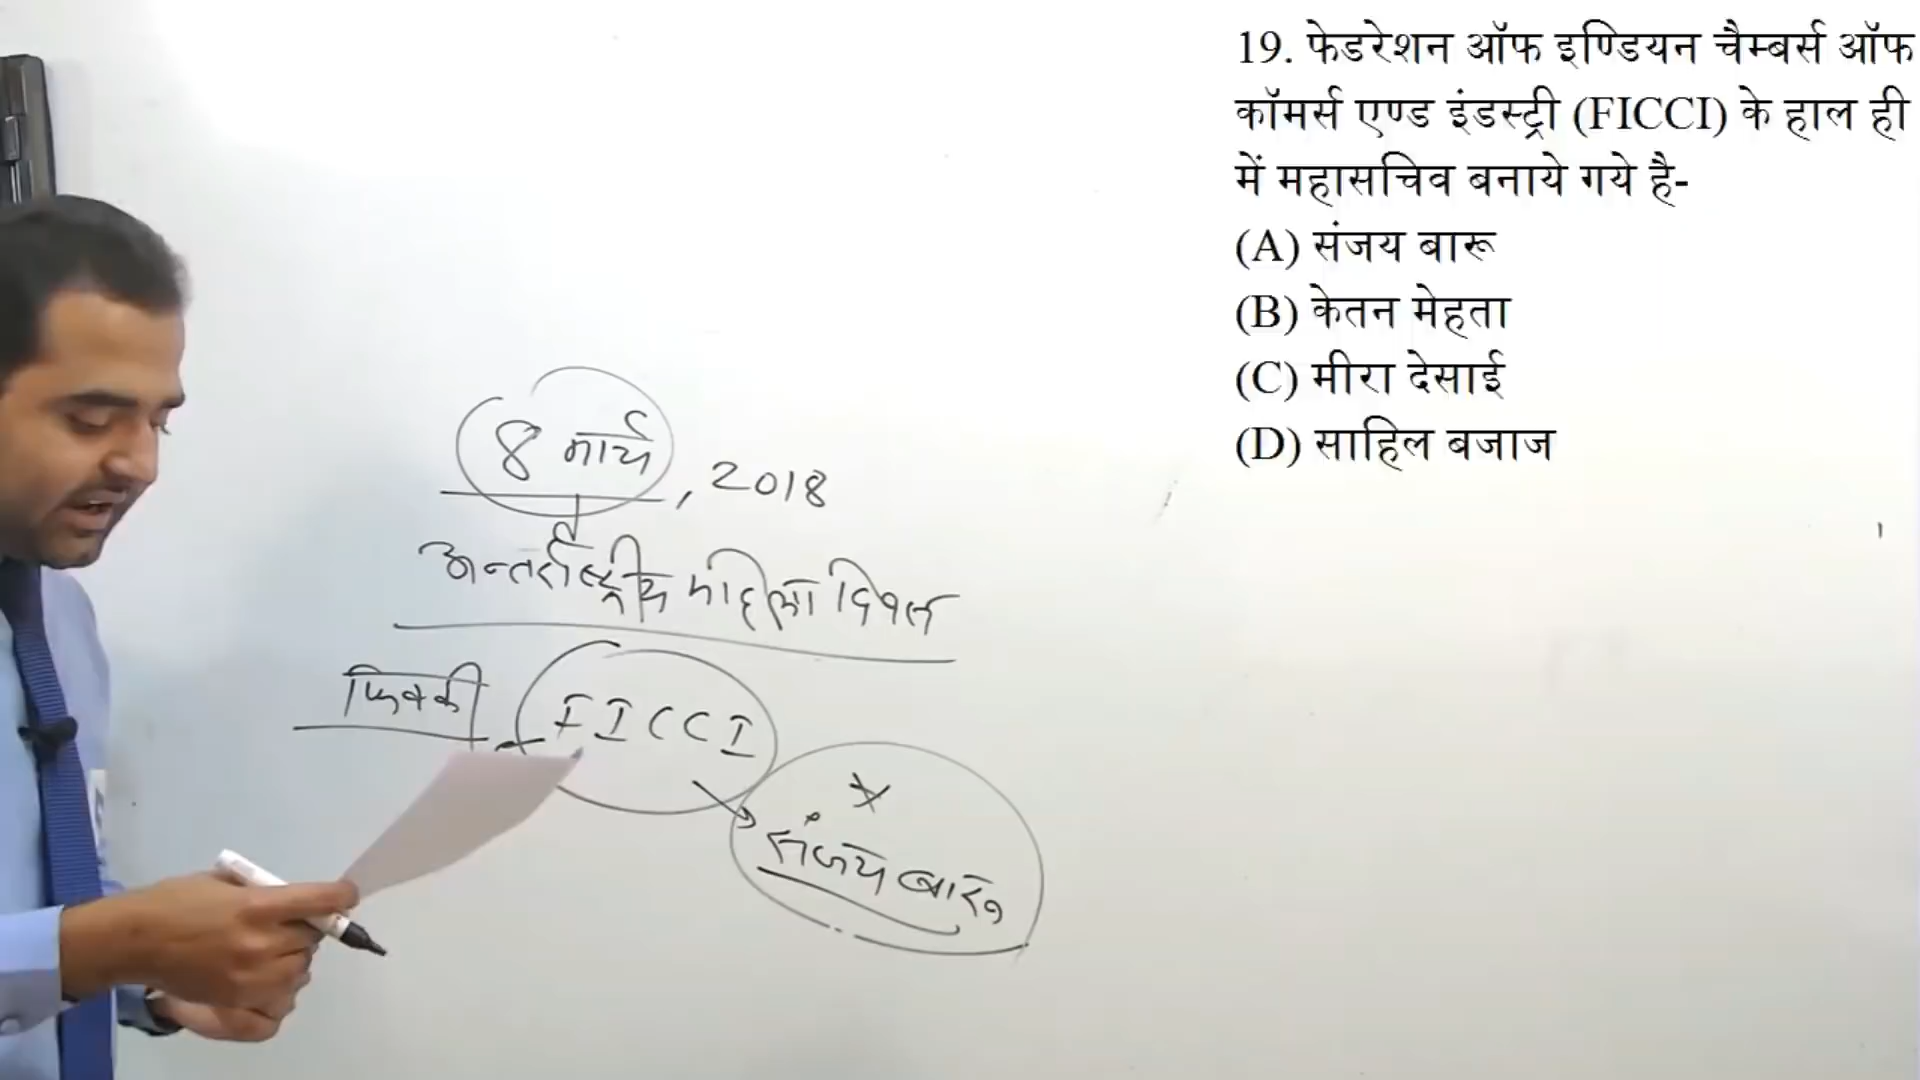 19. फेडरेशन ऑफ इण्डियन चैम्बर्स ऑफ
कॉमर्स एण्ड इंडस्ट्री (FICCI) के हाल ही
में महासचिव बनाये गये है-
(A) संजय बारू
(B) केतन मेहता
(C) मीरा देसाई
(D) साहिल बजाज
8 मार्च, 2018
अन्तर्राष्ट्रीय महिला दिवस
फिक्की - FICCI
संजय बारू